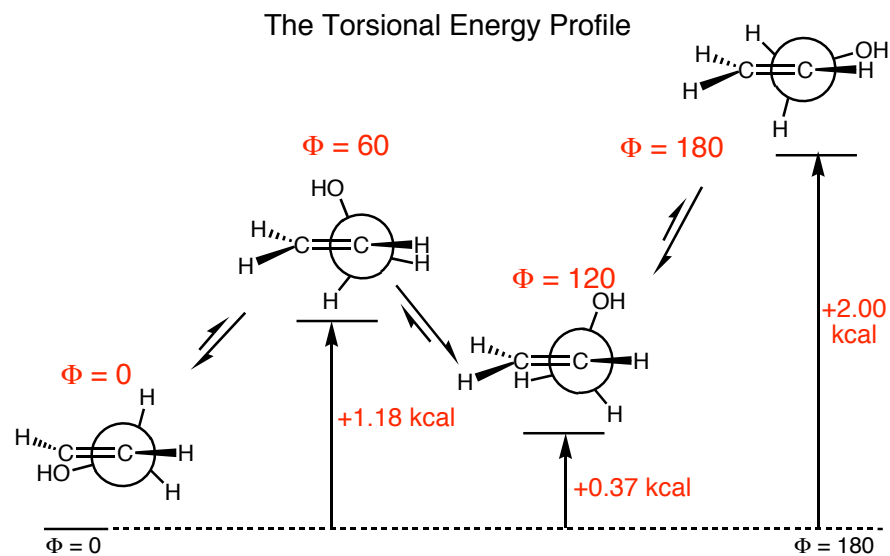 The Torsional Energy Profile
H
OH
H
C
C
H
H
H
Φ = 180
Φ = 60
HO
H
C
C
H
H
H
H
+2.00
kcal
Φ = 120
OH
H
C
C
H
H
H
H
Φ = 0
H
H
C
C
H
HO
H
+1.18 kcal
+0.37 kcal
Φ = 0
Φ = 180